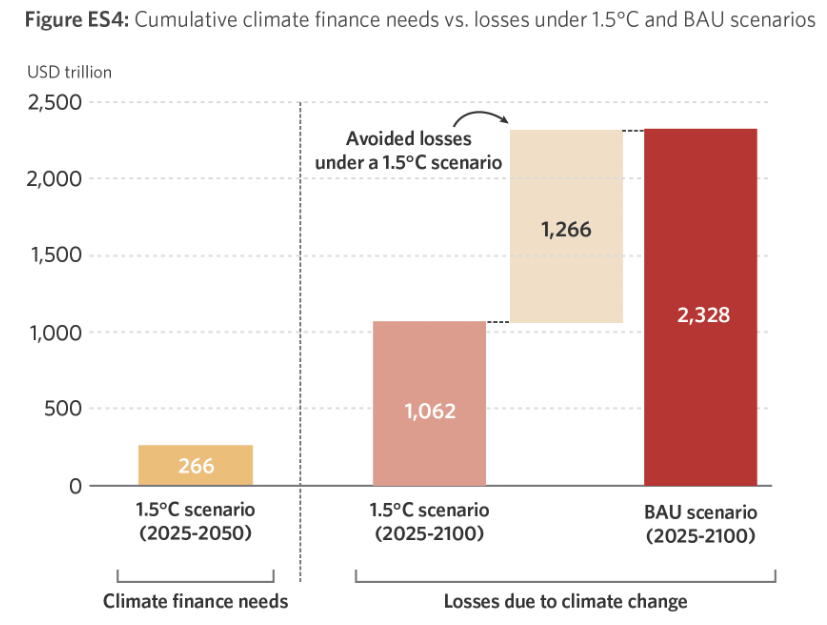 Figure ES4: Cumulative climate finance needs vs. losses under 1.5°C and BAU scenarios
USD trillion
2,500
2,000
1,500
1,000
500
0
Avoided losses
under a 1.5°C scenario
1,266
2,328
1,062
266
1.5°C scenario
(2025-2050)
1.5°C scenario
(2025-2100)
BAU scenario
(2025-2100)
Climate finance needs
Losses due to climate change